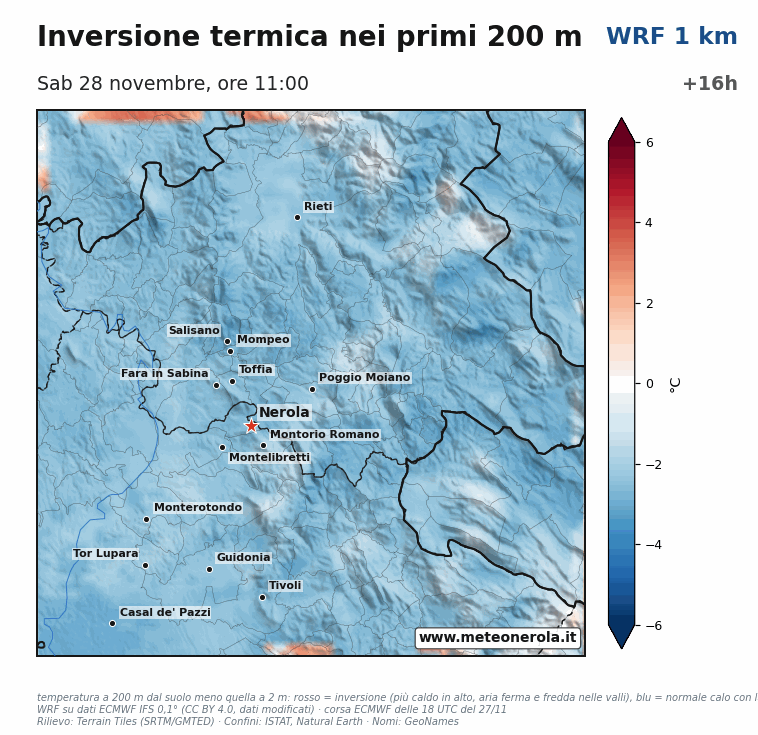 Inversione termica nei primi 200 m WRF 1 km
Sab 28 novembre, ore 11:00 +16h
Rieti
Salisano
Mompeo
Fara in Sabina
Toffia
Poggio Moiano
Nerola
Montorio Romano
Montelibretti
Monterotondo
Tor Lupara
Guidonia
Tivoli
Casal de' Pazzi
www.meteonerola.it
6
4
2
0
−2
−4
−6
°C
temperatura a 200 m dal suolo meno quella a 2 m: rosso = inversione (più caldo in alto, aria ferma e fredda nelle valli), blu = normale calo con
WRF su dati ECMWF IFS 0,1° (CC BY 4.0, dati modificati) · corsa ECMWF delle 18 UTC del 27/11
Rilievo: Terrain Tiles (SRTM/GMTED) · Confini: ISTAT, Natural Earth · Nomi: GeoNames